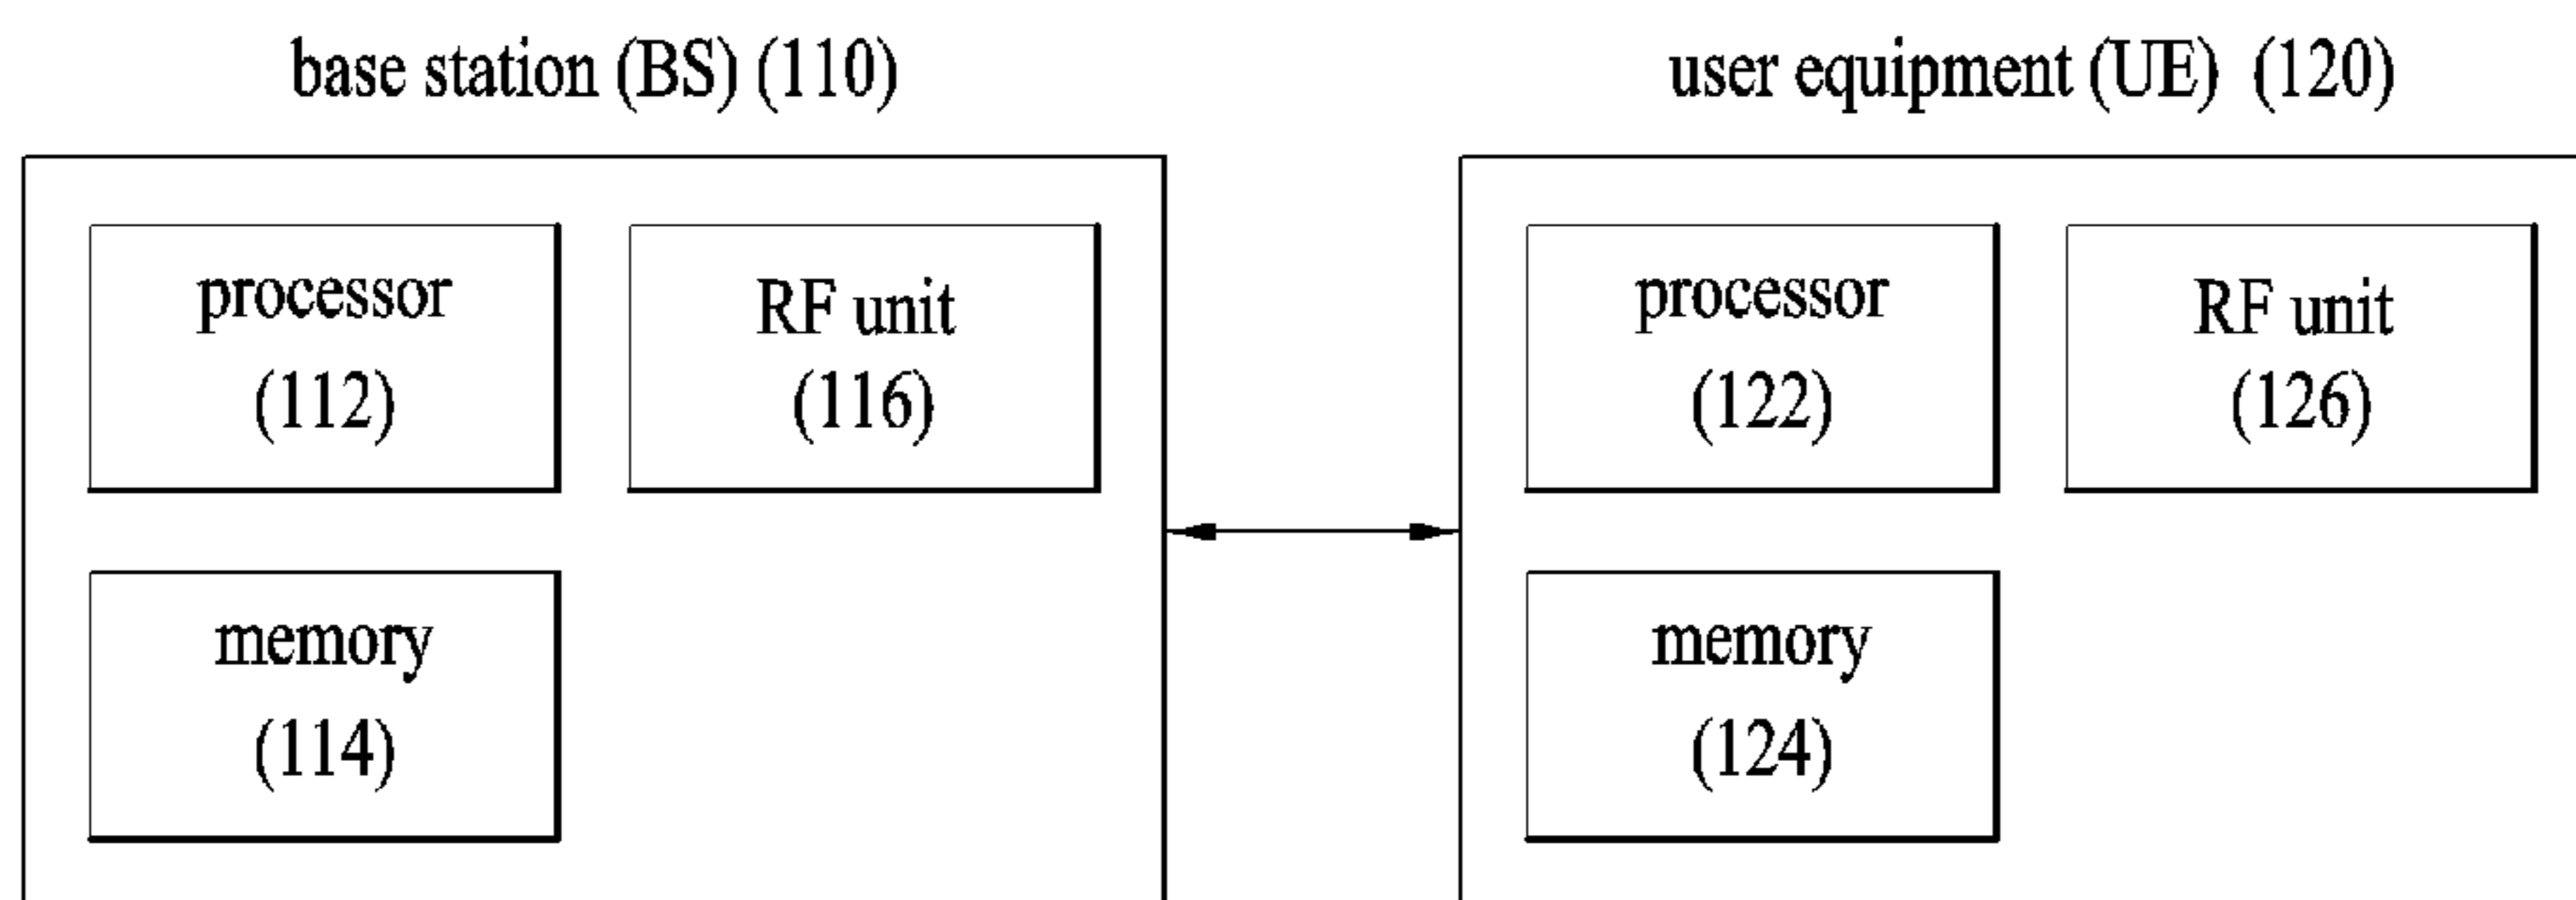 base station (BS) (110)
user equipment (UE) (120)
processor
(112)
RF unit
(116)
memory
(114)
processor
(122)
RF unit
(126)
memory
(124)